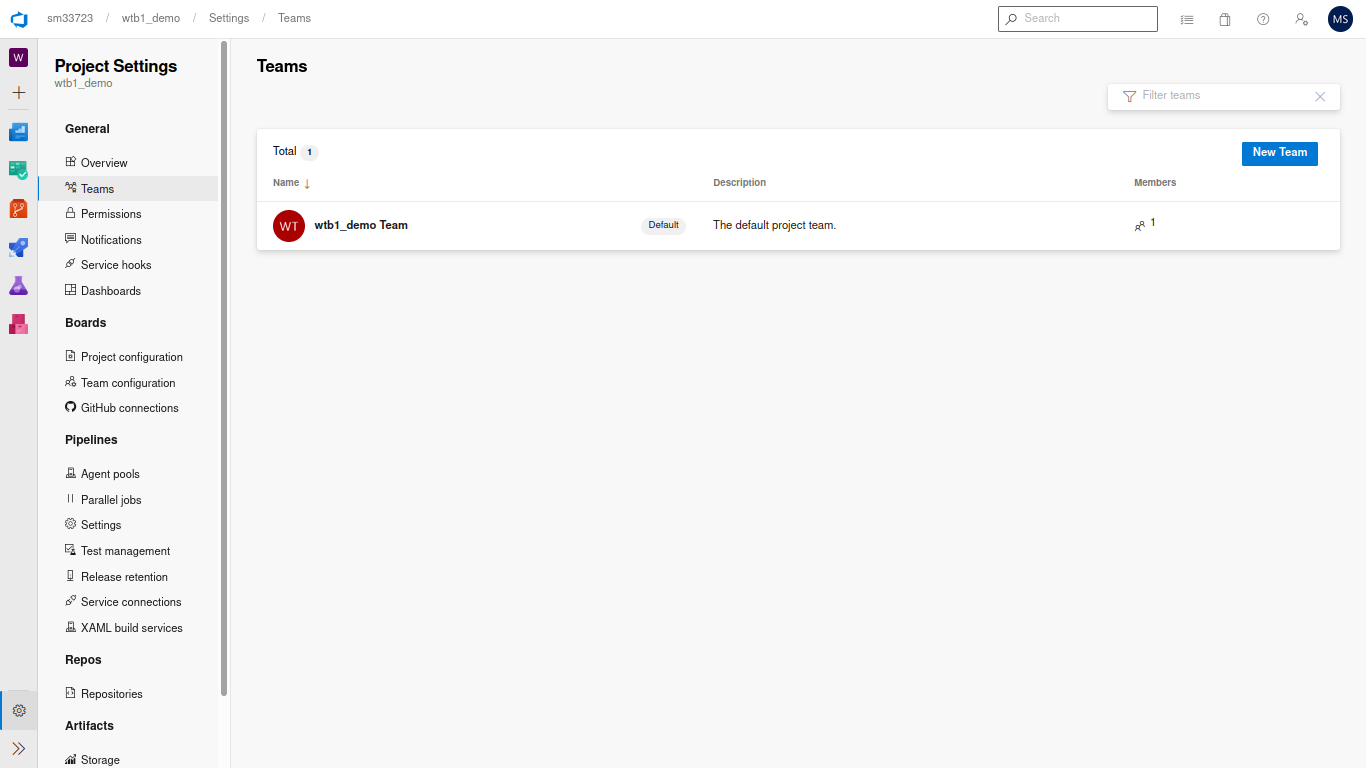 sm33723 / wtb1_demo / Settings / Teams
Search
MS
W
Project Settings
wtb1_demo
General
Overview
Teams
Permissions
Notifications
Service hooks
Dashboards
Boards
Project configuration
Team configuration
GitHub connections
Pipelines
Agent pools
Parallel jobs
Settings
Test management
Release retention
Service connections
XAML build services
Repos
Repositories
Artifacts
Storage
Teams
Filter teams
Total 1
New Team
Name Description Members
WT wtb1_demo Team Default The default project team. 1